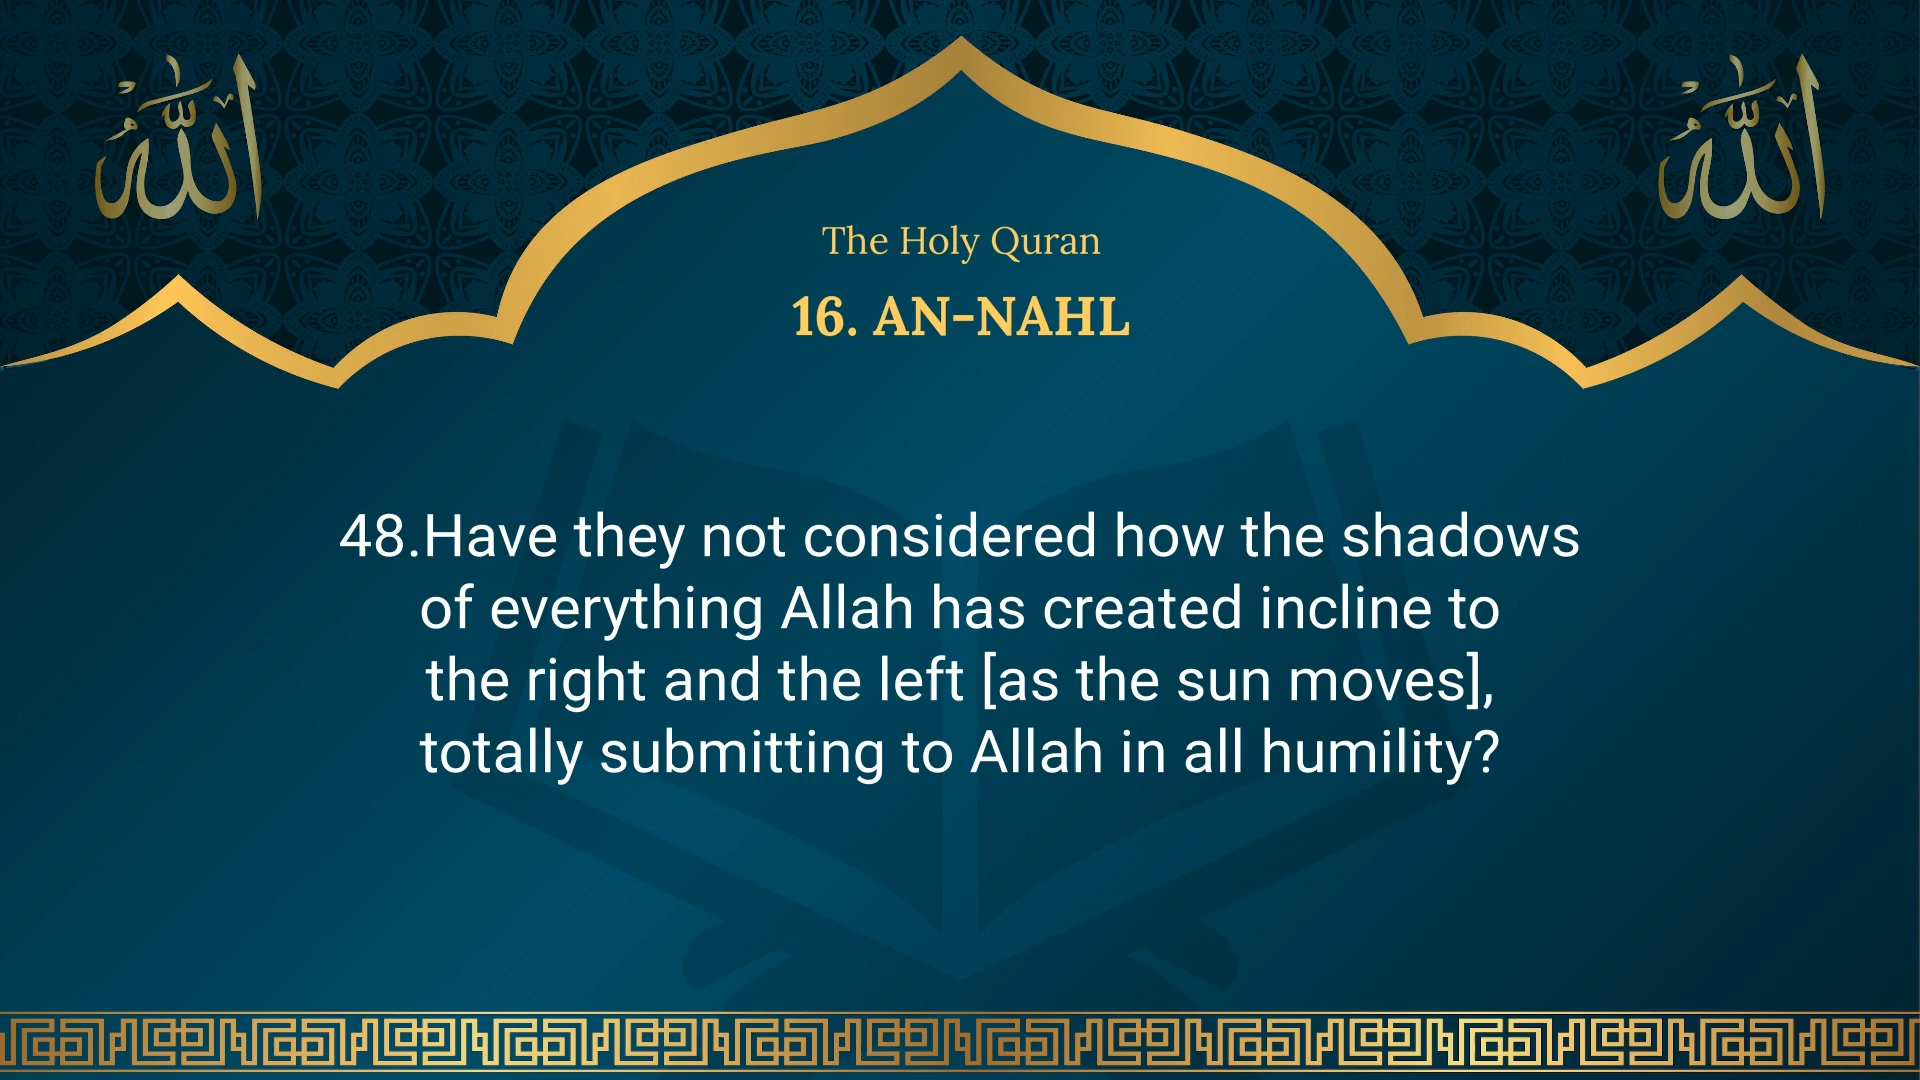 اللهُ
اللهُ
The Holy Quran
16. AN-NAHL
48.Have they not considered how the shadows
of everything Allah has created incline to
the right and the left [as the sun moves],
totally submitting to Allah in all humility?